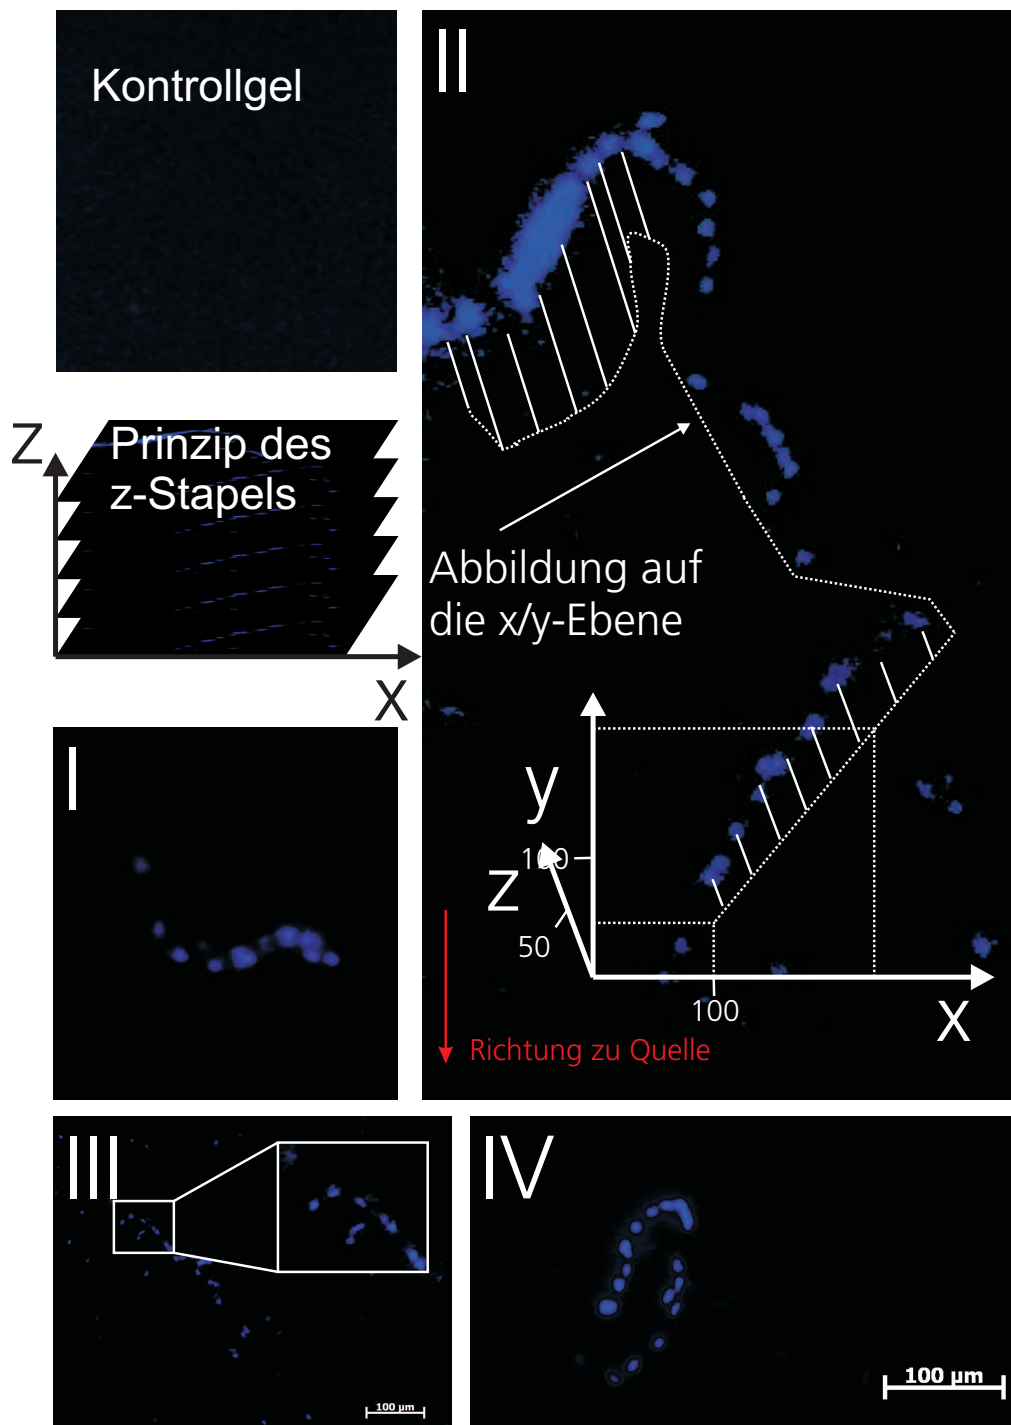 Kontrollgel
II
Z
Prinzip des
z-Stapels
X
Abbildung auf
die x/y-Ebene
I
y
100
Z
50
100
X
Richtung zu Quelle
III
100 µm
IV
100 µm